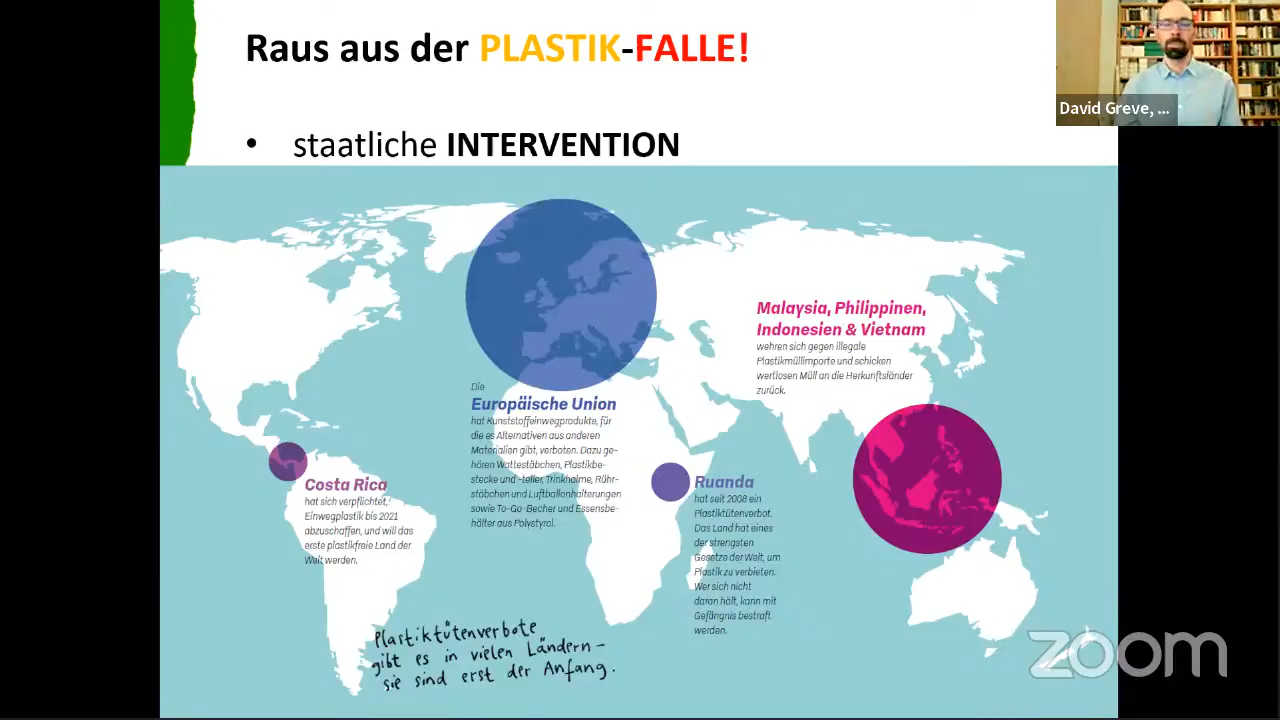 Raus aus der PLASTIK-FALLE!
David Greve, ...
• staatliche INTERVENTION
Malaysia, Philippinen,
Indonesien & Vietnam
wehren sich gegen illegale
Plastikmüllimporte und schicken
wertlosen Müll an die Herkunftsländer
zurück.
Die
Europäische Union
hat Kunststoffeinwegprodukte, für
die es Alternativen aus anderen
Materialien gibt, verboten. Dazu ge-
hören Wattestäbchen, Plastikbe-
stecke und -teller, Trinkhalme, Rühr-
stäbchen und Luftballonhalterungen
sowie To-Go-Becher und Essensbe-
hälter aus Polystyrol.
Costa Rica
hat sich verpflichtet,
Einwegplastik bis 2021
abzuschaffen, und will das
erste plastikfreie Land der
Welt werden.
Ruanda
hat seit 2008 ein
Plastiktütenverbot.
Das Land hat eines
der strengsten
Gesetze der Welt, um
Plastik zu verbieten.
Wer sich nicht
daran hält, kann mit
Gefängnis bestraft
werden.
Plastiktütenverbote
gibt es in vielen Ländern –
sie sind erst der Anfang.
zoom